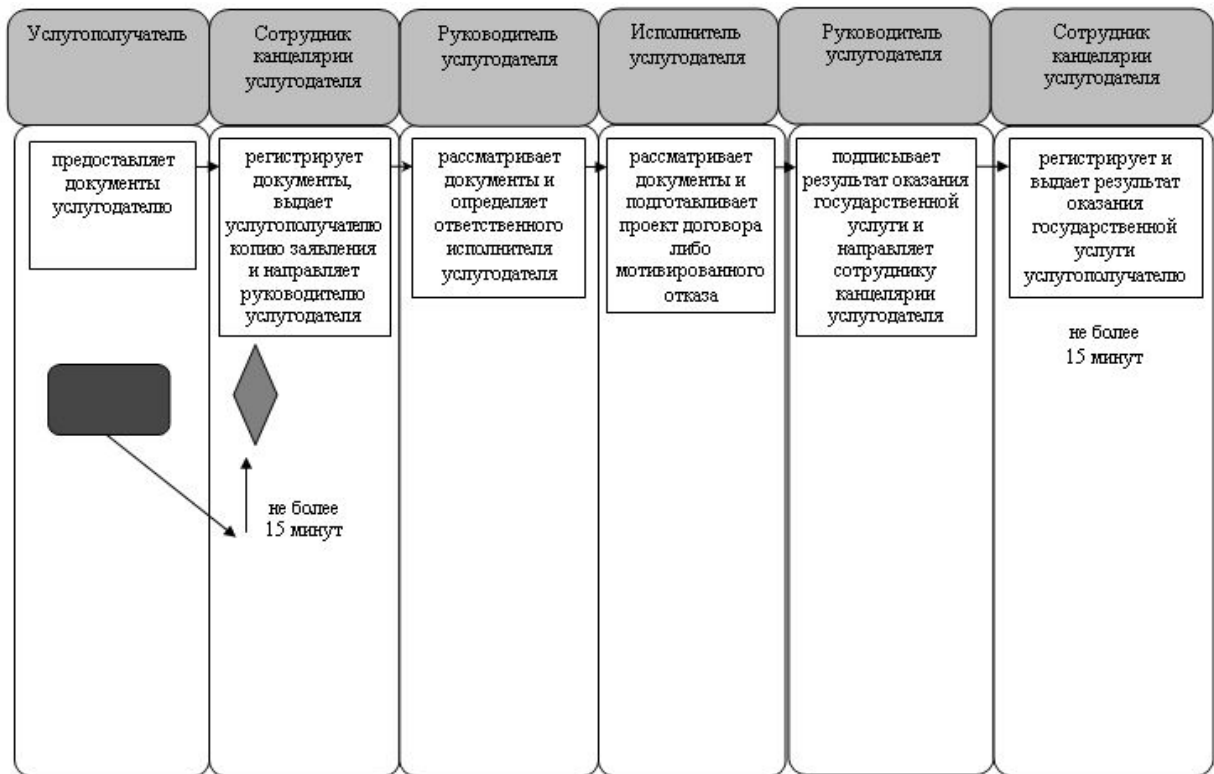 Услугополучатель
Сотрудник
канцелярии
услугодателя
Руководитель
услугодателя
Исполнитель
услугодателя
Руководитель
услугодателя
Сотрудник
канцелярии
услугодателя
предоставляет
документы
услугодателю
регистрирует
документы,
выдает
услугополучателю
копию заявления
и направляет
руководителю
услугодателя
рассматривает
документы и
определяет
ответственного
исполнителя
услугодателя
рассматривает
документы и
подготавливает
проект договора
либо
мотивированного
отказа
подписывает
результат оказания
государственной
услуги и
направляет
сотруднику
канцелярии
услугодателя
регистрирует и
выдает результат
оказания
государственной
услуги
услугополучателю
не более
15 минут
не более
15 минут